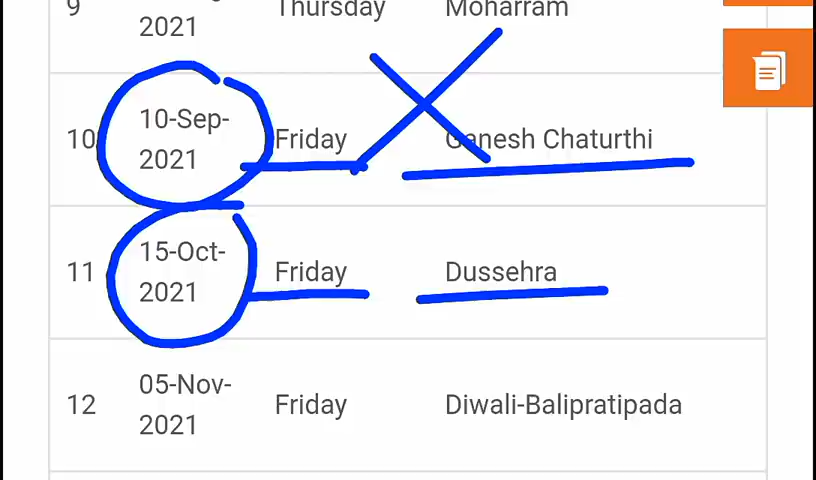 9 Thursday Moharram
2021
10-Sep-
10 Friday Ganesh Chaturthi
2021
15-Oct-
11 Friday Dussehra
2021
05-Nov-
12 Friday Diwali-Balipratipada
2021